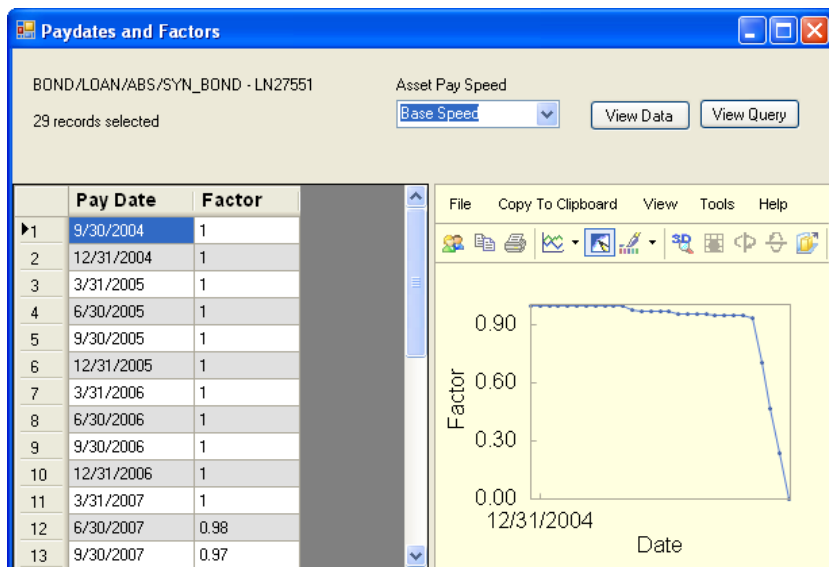 Paydates and Factors
BOND/LOAN/ABS/SYN_BOND - LN27551
29 records selected
Asset Pay Speed
Base Speed
View Data
View Query
Pay Date Factor
1 9/30/2004 1
2 12/31/2004 1
3 3/31/2005 1
4 6/30/2005 1
5 9/30/2005 1
6 12/31/2005 1
7 3/31/2006 1
8 6/30/2006 1
9 9/30/2006 1
10 12/31/2006 1
11 3/31/2007 1
12 6/30/2007 0.98
13 9/30/2007 0.97
File Copy To Clipboard View Tools Help
3D
0.90
0.60
0.30
0.00
Factor
12/31/2004
Date